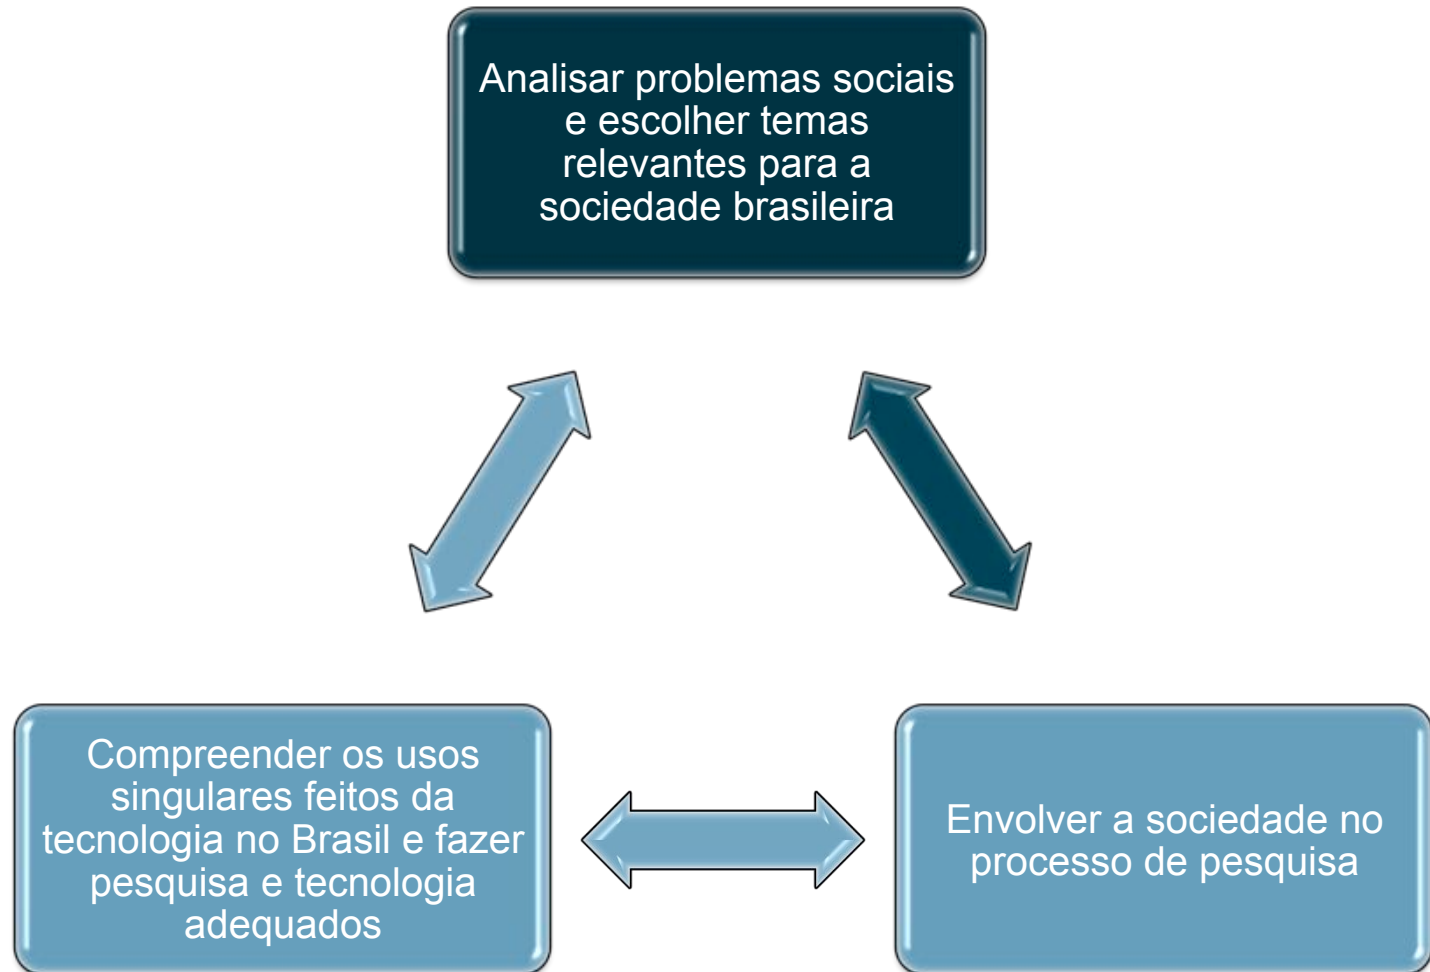 Analisar problemas sociais
e escolher temas
relevantes para a
sociedade brasileira
Compreender os usos
singulares feitos da
tecnologia no Brasil e fazer
pesquisa e tecnologia
adequados
Envolver a sociedade no
processo de pesquisa